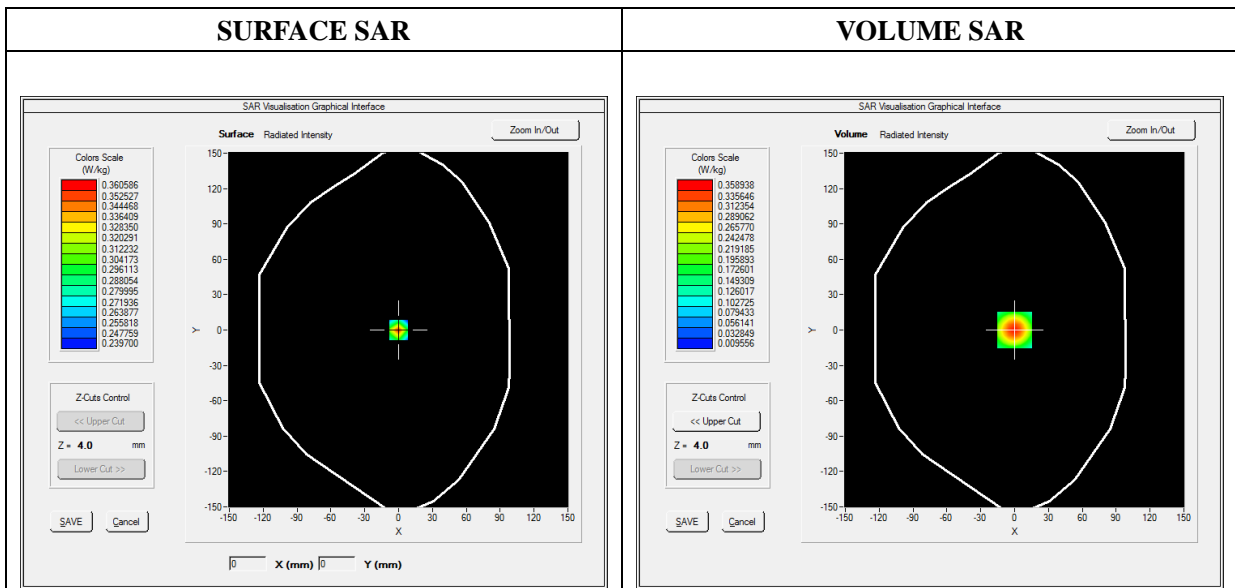 SURFACE SAR
VOLUME SAR
SAR Visualisation Graphical Interface
Surface Radiated Intensity
Zoom In/Out
Colors Scale
(W/kg)
0.360586
0.352527
0.344468
0.336409
0.328350
0.320291
0.312232
0.304173
0.296113
0.288054
0.279995
0.271936
0.263877
0.255818
0.247759
0.239700
Z-Cuts Control
<< Upper Cut
Z = 4.0 mm
Lower Cut >>
SAVE Cancel
150
120
90
60
30
0
-30
-60
-90
-120
-150
Y
-150 -120 -90 -60 -30 0 30 60 90 120 150
X
0 X (mm) 0 Y (mm)
SAR Visualisation Graphical Interface
Volume Radiated Intensity
Zoom In/Out
Colors Scale
(W/kg)
0.358938
0.335646
0.312354
0.289062
0.265770
0.242478
0.219185
0.195893
0.172601
0.149309
0.126017
0.102725
0.079433
0.056141
0.032849
0.009556
Z-Cuts Control
<< Upper Cut
Z = 4.0 mm
Lower Cut >>
SAVE Cancel
150
120
90
60
30
0
-30
-60
-90
-120
-150
Y
-150 -120 -90 -60 -30 0 30 60 90 120 150
X